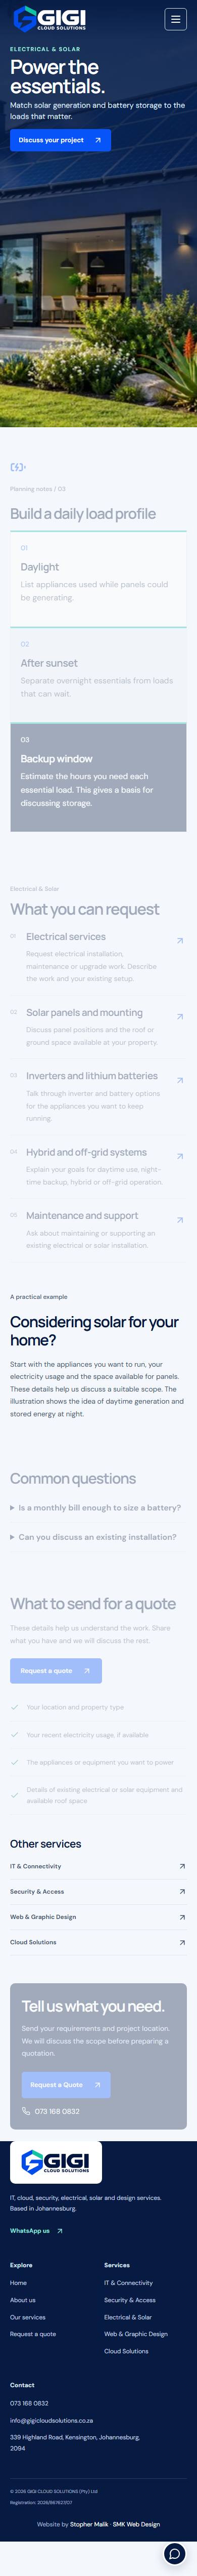 GIGI
CLOUD SOLUTIONS
ELECTRICAL & SOLAR
Power the
essentials.
Match solar generation and battery storage to the
loads that matter.
Discuss your project
Planning notes / 03
Build a daily load profile
01
Daylight
List appliances used while panels could
be generating.
02
After sunset
Separate overnight essentials from loads
that can wait.
03
Backup window
Estimate the hours you need each
essential load. This gives a basis for
discussing storage.
Electrical & Solar
What you can request
01
Electrical services
Request electrical installation,
maintenance or upgrade work. Describe
the work and your existing setup.
02
Solar panels and mounting
Discuss panel positions and the roof or
ground space available at your property.
03
Inverters and lithium batteries
Talk through inverter and battery options
for the appliances you want to keep
running.
04
Hybrid and off-grid systems
Explain your goals for daytime use, night-
time backup, hybrid or off-grid operation.
05
Maintenance and support
Ask about maintaining or supporting an
existing electrical or solar installation.
A practical example
Considering solar for your
home?
Start with the appliances you want to run, your
electricity usage and the space available for panels.
These details help us discuss a suitable scope. The
illustration shows the idea of daytime generation and
stored energy at night.
Common questions
Is a monthly bill enough to size a battery?
Can you discuss an existing installation?
What to send for a quote
These details help us understand the work. Share
what you have and we will discuss the rest.
Request a quote
Your location and property type
Your recent electricity usage, if available
The appliances or equipment you want to power
Details of existing electrical or solar equipment and
available roof space
Other services
IT & Connectivity
Security & Access
Web & Graphic Design
Cloud Solutions
Tell us what you need.
Send your requirements and project location.
We will discuss the scope before preparing a
quotation.
Request a Quote
073 168 0832
GIGI
CLOUD SOLUTIONS
IT, cloud, security, electrical, solar and design services.
Based in Johannesburg.
WhatsApp us
Explore
Home
About us
Our services
Request a quote
Services
IT & Connectivity
Security & Access
Electrical & Solar
Web & Graphic Design
Cloud Solutions
Contact
073 168 0832
info@gigicloudsolutions.co.za
339 Highland Road, Kensington, Johannesburg,
2094
© 2026 GIGI CLOUD SOLUTIONS (Pty) Ltd
Website by Stopher Malik · SMK Web Design